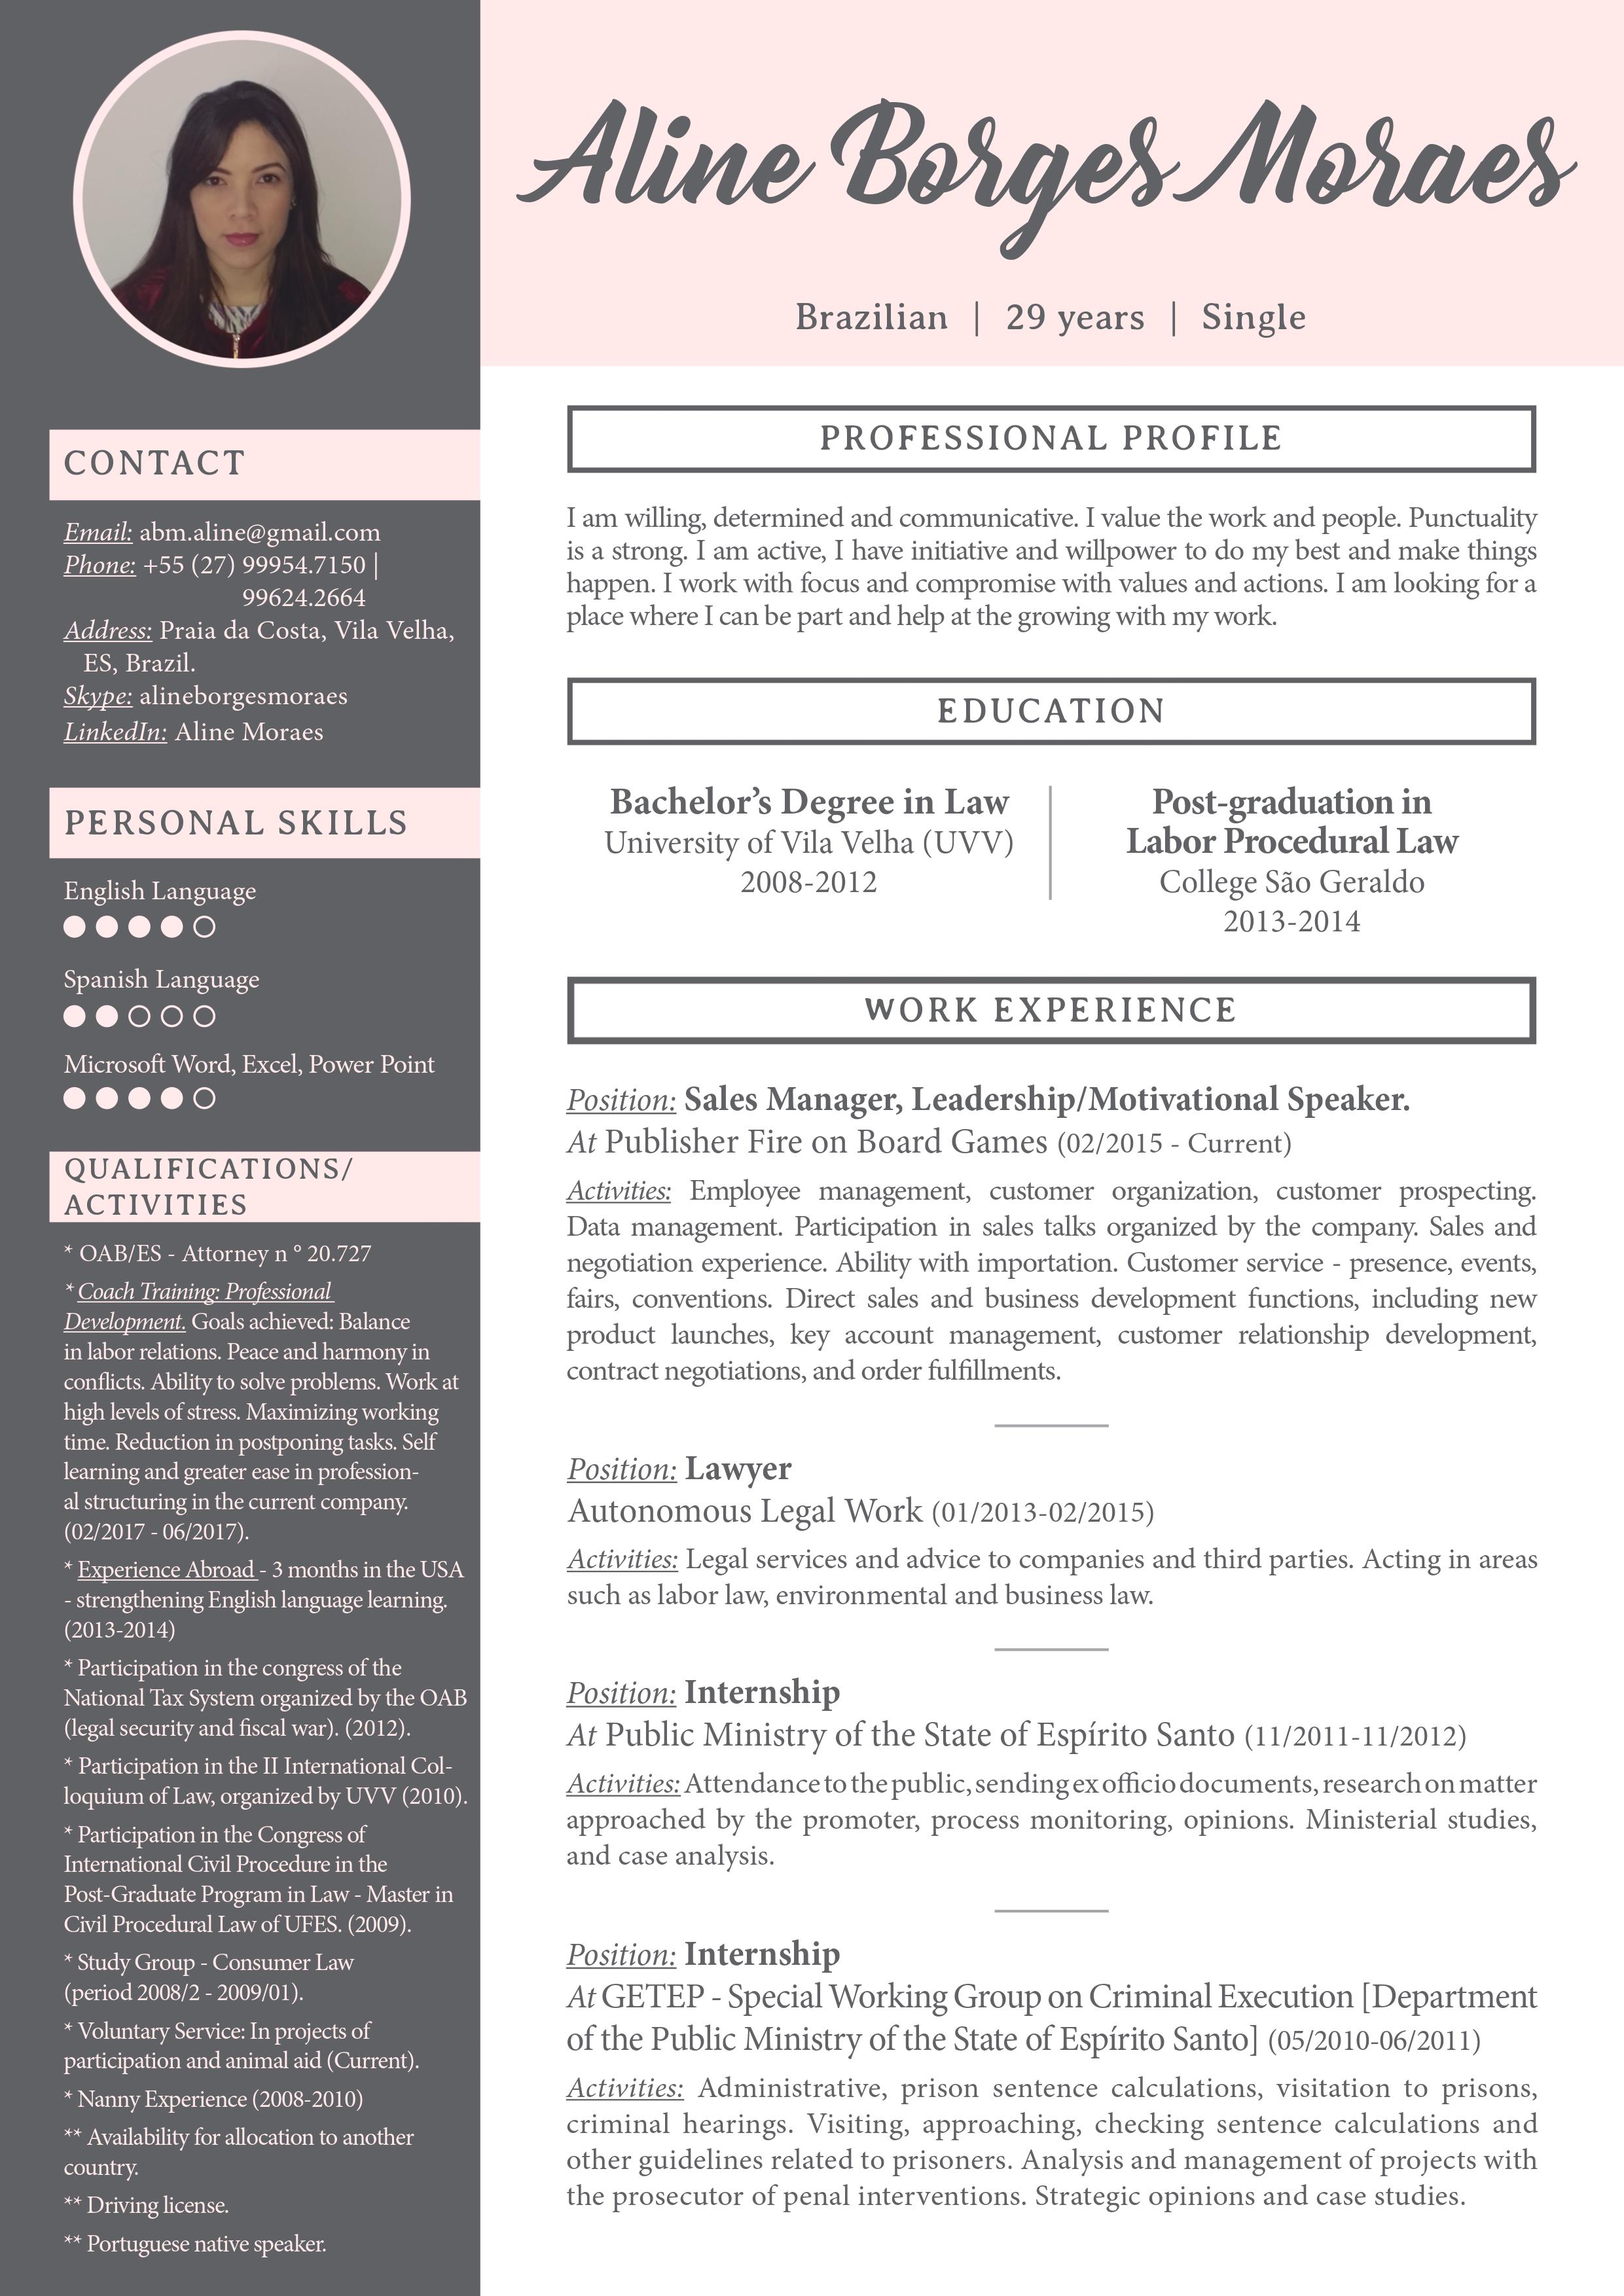 Aline Borges Moraes
Brazilian | 29 years | Single
CONTACT
Email: abm.aline@gmail.com
Phone: +55 (27) 99954.7150 |
99624.2664
Address: Praia da Costa, Vila Velha,
ES, Brazil.
Skype: alineborgesmoraes
LinkedIn: Aline Moraes
PERSONAL SKILLS
English Language
Spanish Language
Microsoft Word, Excel, Power Point
QUALIFICATIONS/
ACTIVITIES
* OAB/ES - Attorney n ° 20.727
* Coach Training: Professional
Development. Goals achieved: Balance
in labor relations. Peace and harmony in
conflicts. Ability to solve problems. Work at
high levels of stress. Maximizing working
time. Reduction in postponing tasks. Self
learning and greater ease in profession-
al structuring in the current company.
(02/2017 - 06/2017).
* Experience Abroad - 3 months in the USA
- strengthening English language learning.
(2013-2014)
* Participation in the congress of the
National Tax System organized by the OAB
(legal security and fiscal war). (2012).
* Participation in the II International Col-
loquium of Law, organized by UVV (2010).
* Participation in the Congress of
International Civil Procedure in the
Post-Graduate Program in Law - Master in
Civil Procedural Law of UFES. (2009).
* Study Group - Consumer Law
(period 2008/2 - 2009/01).
* Voluntary Service: In projects of
participation and animal aid (Current).
* Nanny Experience (2008-2010)
** Availability for allocation to another
country.
** Driving license.
** Portuguese native speaker.
PROFESSIONAL PROFILE
I am willing, determined and communicative. I value the work and people. Punctuality
is a strong. I am active, I have initiative and willpower to do my best and make things
happen. I work with focus and compromise with values and actions. I am looking for a
place where I can be part and help at the growing with my work.
EDUCATION
Bachelor’s Degree in Law
University of Vila Velha (UVV)
2008-2012
Post-graduation in
Labor Procedural Law
College São Geraldo
2013-2014
WORK EXPERIENCE
Position: Sales Manager, Leadership/Motivational Speaker.
At Publisher Fire on Board Games (02/2015 - Current)
Activities: Employee management, customer organization, customer prospecting.
Data management. Participation in sales talks organized by the company. Sales and
negotiation experience. Ability with importation. Customer service - presence, events,
fairs, conventions. Direct sales and business development functions, including new
product launches, key account management, customer relationship development,
contract negotiations, and order fulfillments.
Position: Lawyer
Autonomous Legal Work (01/2013-02/2015)
Activities: Legal services and advice to companies and third parties. Acting in areas
such as labor law, environmental and business law.
Position: Internship
At Public Ministry of the State of Espírito Santo (11/2011-11/2012)
Activities: Attendance to the public, sending ex officio documents, research on matter
approached by the promoter, process monitoring, opinions. Ministerial studies,
and case analysis.
Position: Internship
At GETEP - Special Working Group on Criminal Execution [Department
of the Public Ministry of the State of Espírito Santo] (05/2010-06/2011)
Activities: Administrative, prison sentence calculations, visitation to prisons,
criminal hearings. Visiting, approaching, checking sentence calculations and
other guidelines related to prisoners. Analysis and management of projects with
the prosecutor of penal interventions. Strategic opinions and case studies.